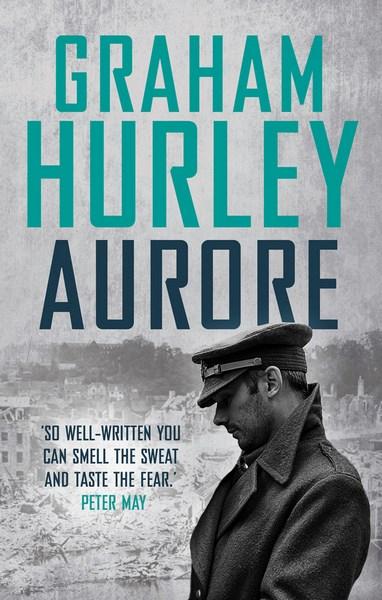 GRAHAM
HURLEY
AURORE
'SO WELL-WRITTEN YOU
CAN SMELL THE SWEAT
AND TASTE THE FEAR.'
PETER MAY